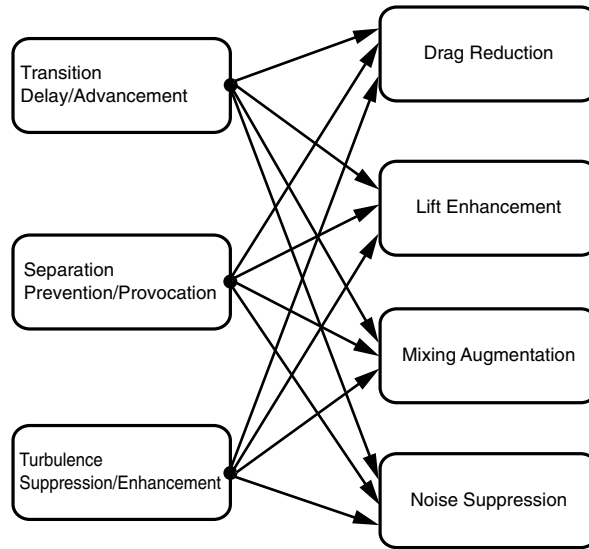 Transition
Delay/Advancement
Separation
Prevention/Provocation
Turbulence
Suppression/Enhancement
Drag Reduction
Lift Enhancement
Mixing Augmentation
Noise Suppression